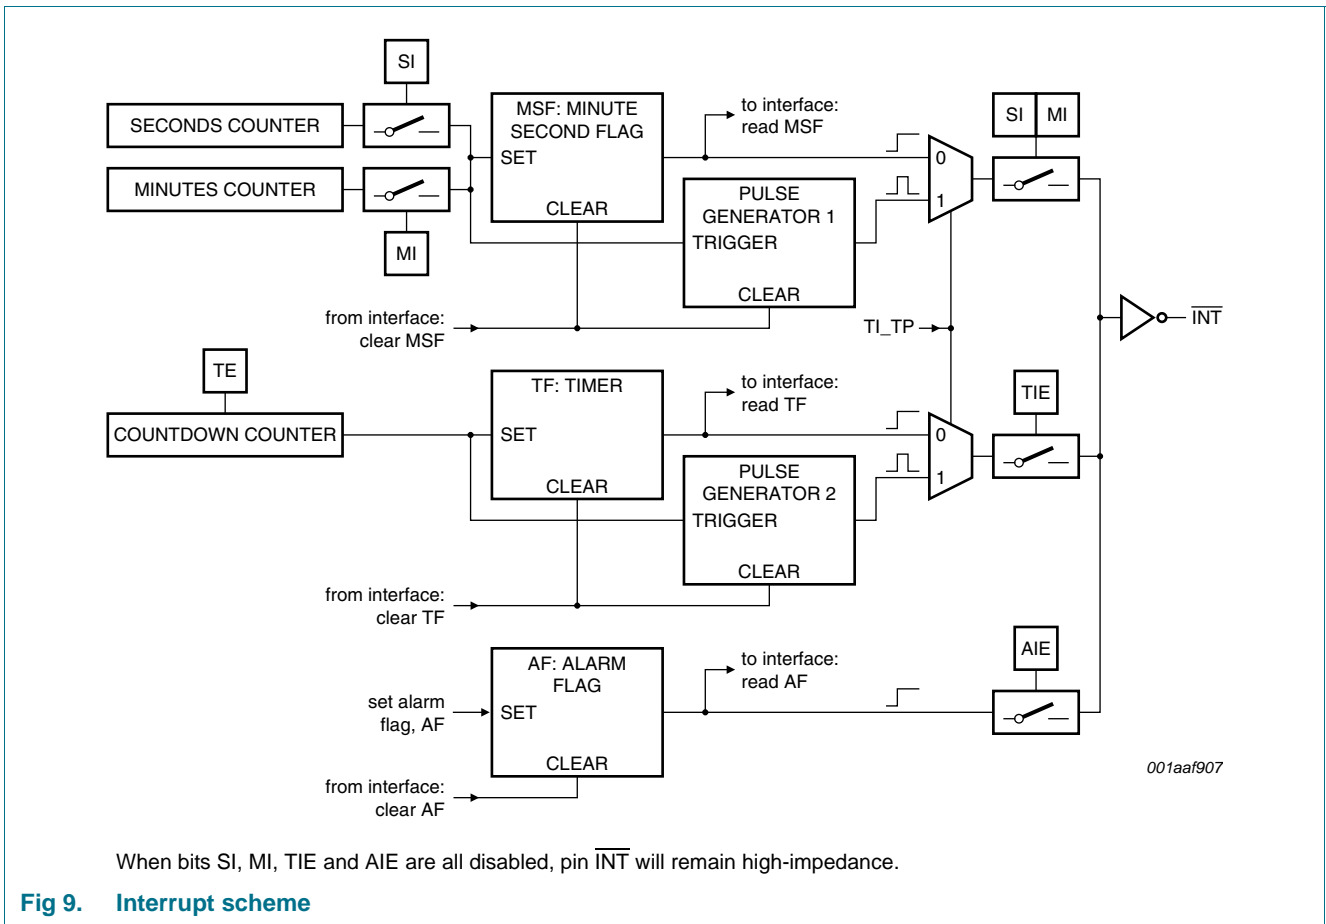 SI
SECONDS COUNTER
MINUTES COUNTER
MI
MSF: MINUTE
SECOND FLAG
SET
CLEAR
to interface:
read MSF
PULSE
GENERATOR 1
TRIGGER
CLEAR
from interface:
clear MSF
0
1
SI MI
TI_TP
INT
TE
COUNTDOWN COUNTER
TF: TIMER
SET
CLEAR
to interface:
read TF
PULSE
GENERATOR 2
TRIGGER
CLEAR
from interface:
clear TF
0
1
TIE
AF: ALARM
FLAG
set alarm
flag, AF
SET
CLEAR
to interface:
read AF
from interface:
clear AF
AIE
001aaf907
When bits SI, MI, TIE and AIE are all disabled, pin INT will remain high-impedance.
Fig 9. Interrupt scheme